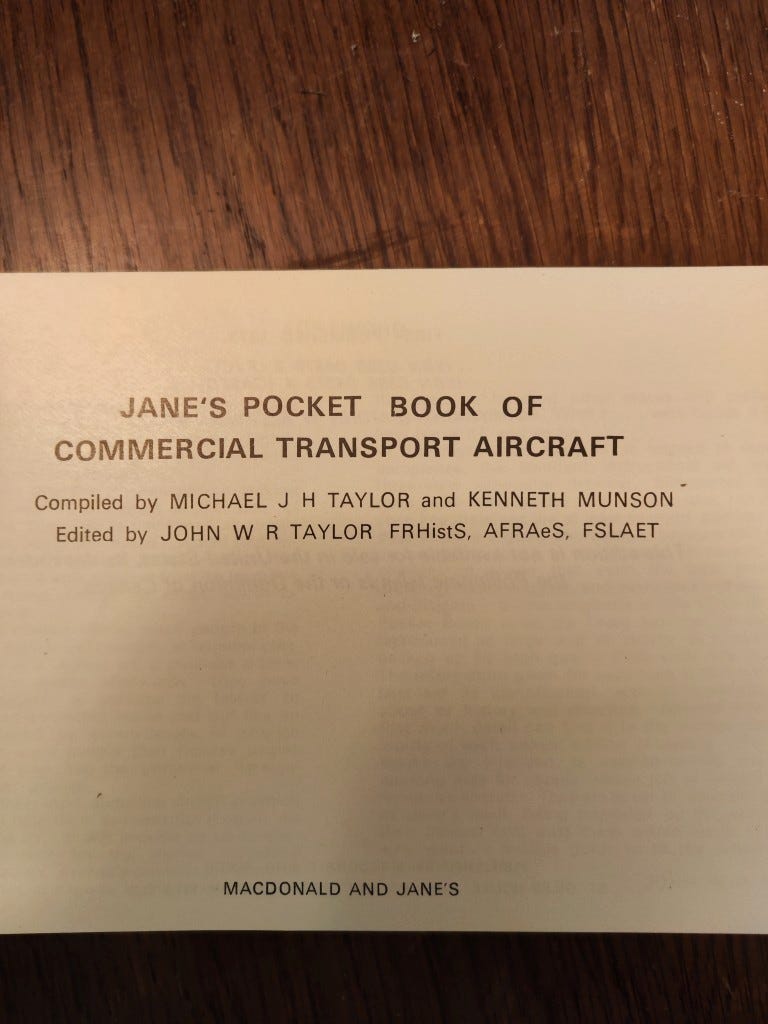 JANE'S POCKET BOOK OF
COMMERCIAL TRANSPORT AIRCRAFT
Compiled by MICHAEL J H TAYLOR and KENNETH MUNSON
Edited by JOHN W R TAYLOR FRHistS, AFRAeS, FSLAET
MACDONALD AND JANE'S